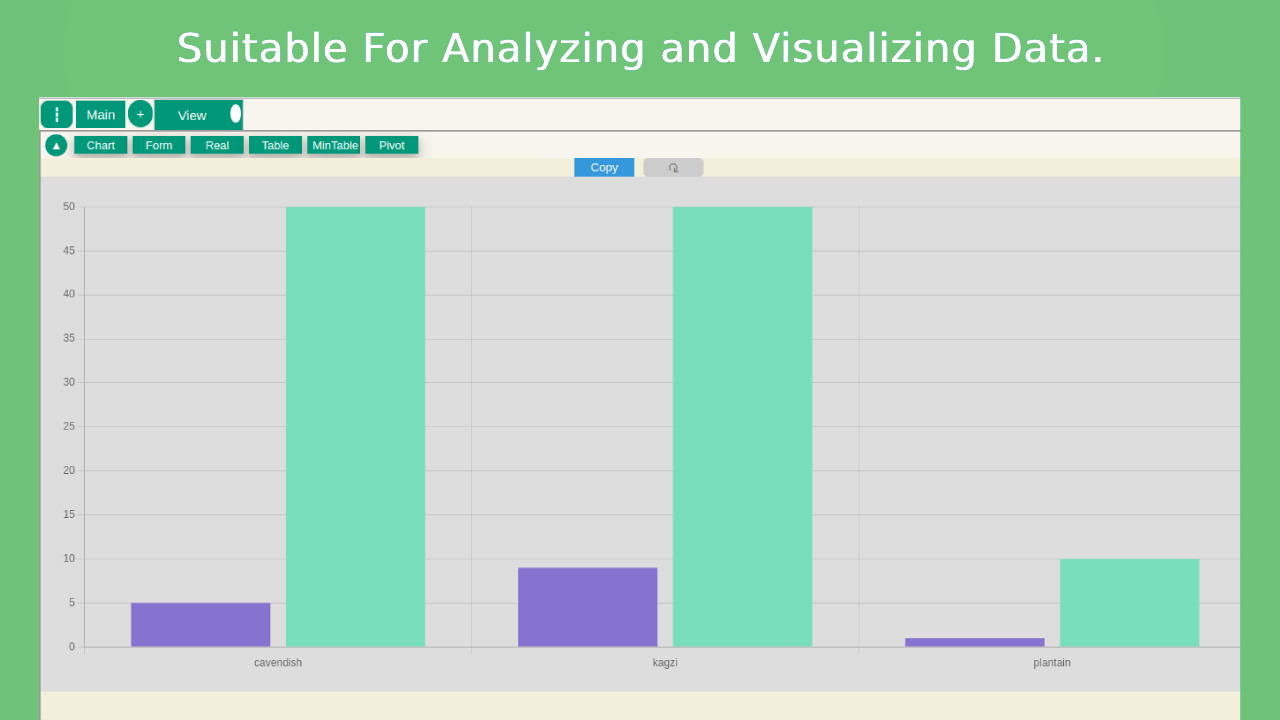 Suitable For Analyzing and Visualizing Data.
Main + View
▲ Chart Form Real Table MinTable Pivot
Copy
50
45
40
35
30
25
20
15
10
5
0
cavendish kagzi plantain